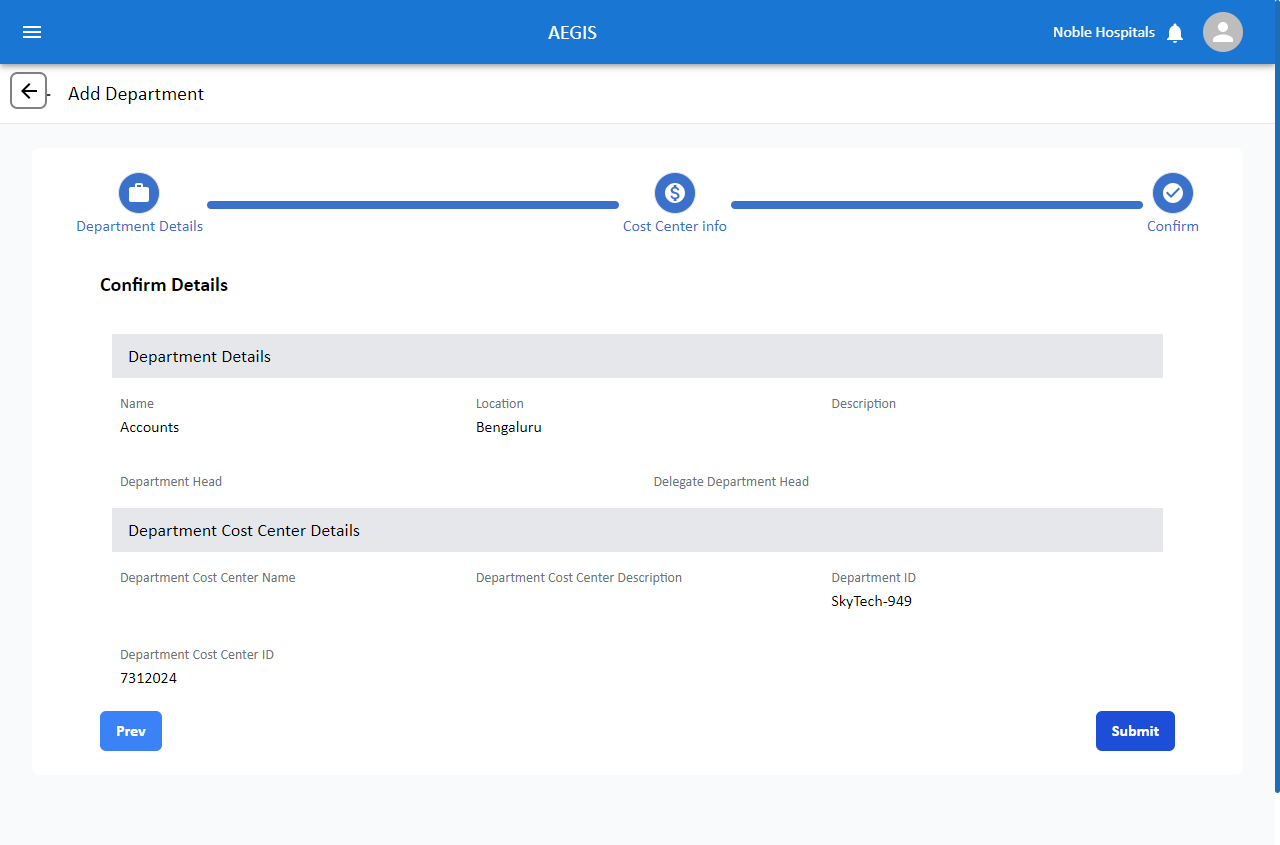 AEGIS
Noble Hospitals
Add Department
Department Details
Cost Center info
Confirm
Confirm Details
Department Details
Name
Location
Description
Accounts
Bengaluru
Department Head
Delegate Department Head
Department Cost Center Details
Department Cost Center Name
Department Cost Center Description
Department ID
SkyTech-949
Department Cost Center ID
7312024
Prev
Submit